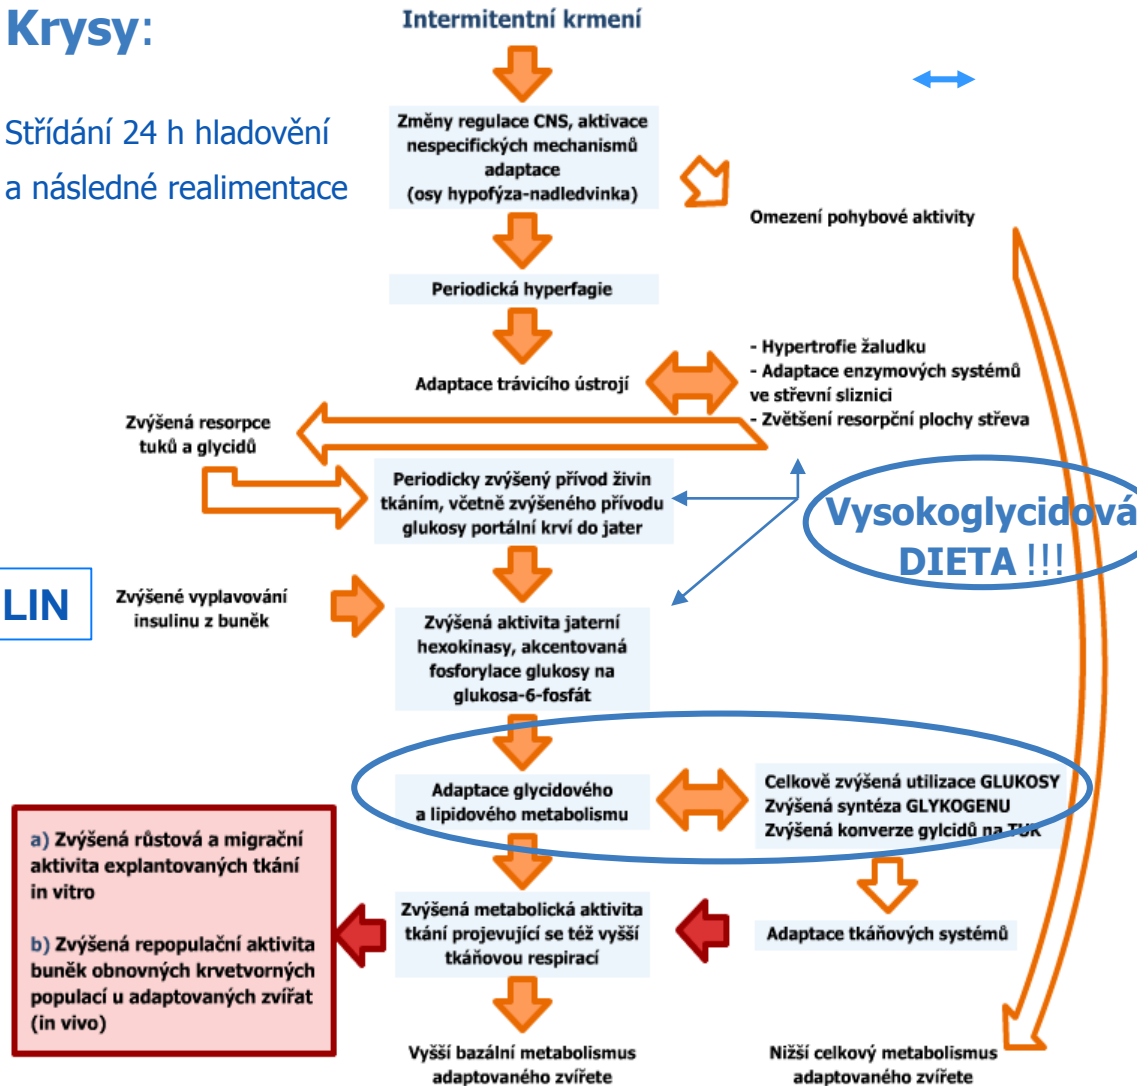 Krysy:
Intermitentní krmení
Střídání 24 h hladovění
a následné realimentace
Změny regulace CNS, aktivace
nespecifických mechanismů
adaptace
(osy hypofýza-nadledvinka)
Omezení pohybové aktivity
Periodická hyperfagie
Adaptace trávicího ústrojí
- Hypertrofie žaludku
- Adaptace enzymových systémů
ve střevní sliznici
- Zvětšení resorpční plochy střeva
Zvýšená resorpce
tuků a glycidů
Periodicky zvýšený přívod živin
tkáním, včetně zvýšeného přívodu
glukosy portální krví do jater
Vysokoglycidová
DIETA !!!
LIN
Zvýšené vyplavování
insulinu z buněk
Zvýšená aktivita jaterní
hexokinasy, akcentovaná
fosforylace glukosy na
glukosa-6-fosfát
Adaptace glycidového
a lipidového metabolismu
Celkově zvýšená utilizace GLUKOSY
Zvýšená syntéza GLYKOGENU
Zvýšená konverze gylcidů na TUK
a) Zvýšená růstová a migrační
aktivita explantovaných tkání
in vitro
b) Zvýšená repopulační aktivita
buněk obnovných krvetvorných
populací u adaptovaných zvířat
(in vivo)
Zvýšená metabolická aktivita
tkání projevující se též vyšší
tkáňovou respirací
Adaptace tkáňových systémů
Vyšší bazální metabolismus
adaptovaného zvířete
Nižší celkový metabolismus
adaptovaného zvířete